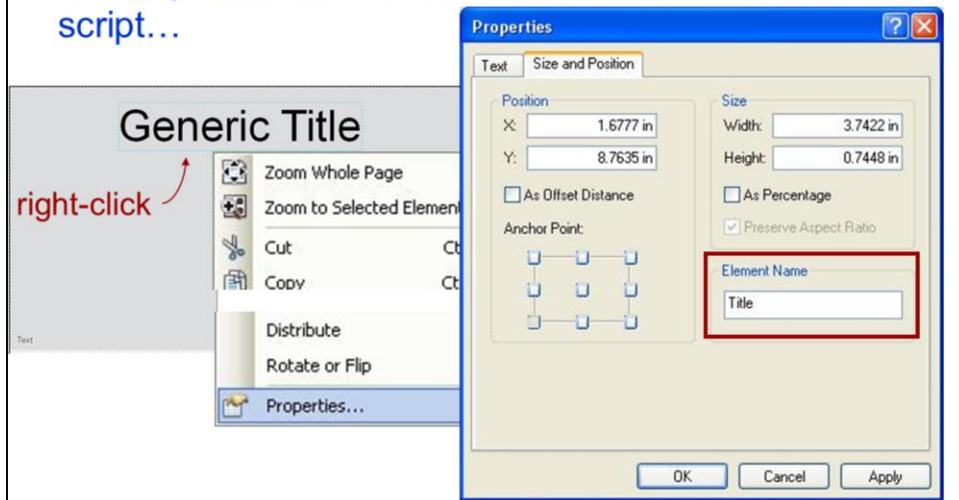 script…
Generic Title
right-click
Zoom Whole Page
Zoom to Selected Element
Cut Ct
Copy Ct
Distribute
Rotate or Flip
Properties...
Text
Properties
Text Size and Position
Position
X: 1.6777 in
Y: 8.7635 in
As Offset Distance
Anchor Point:
Size
Width: 3.7422 in
Height: 0.7448 in
As Percentage
Preserve Aspect Ratio
Element Name
Title
OK Cancel Apply